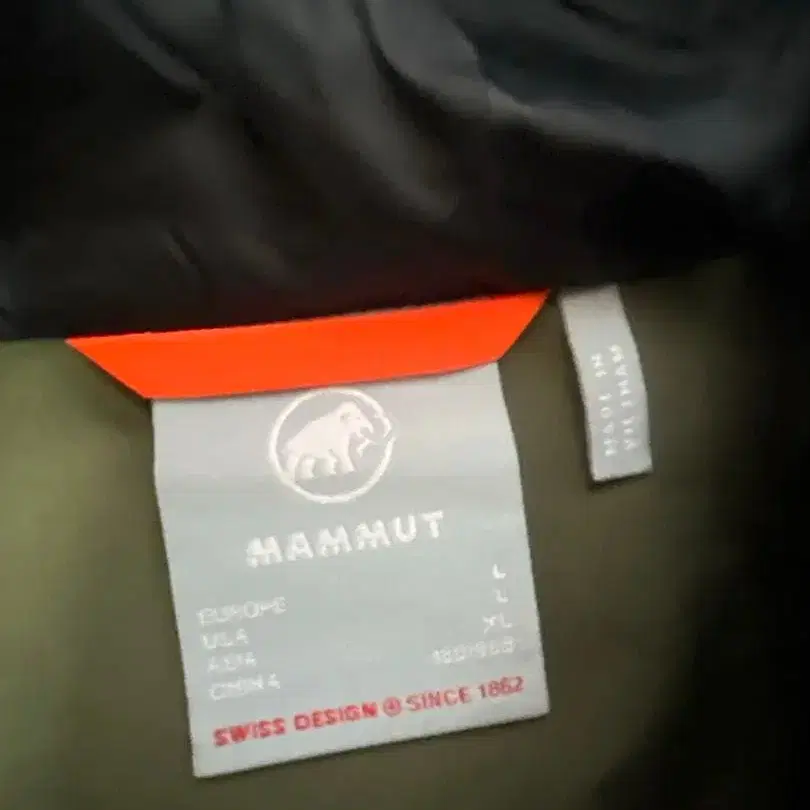 MAMMUT
EUROPE L
USA L
ASIA XL
CHINA
SWISS DESIGN SINCE 1862
MADE IN
VIETNAM